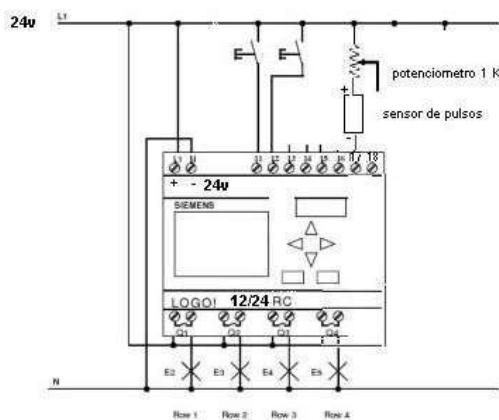 24v L1
potenciometro 1 K
+
sensor de pulsos
-
L1 N I1 I2 I3 I4 I5 I6 I7 I8
+ - 24v
SIEMENS
LOGO! 12/24 RC
Q1 Q2 Q3 Q4
E2 E3 E4 E5
N
Row 1 Row 2 Row 3 Row 4